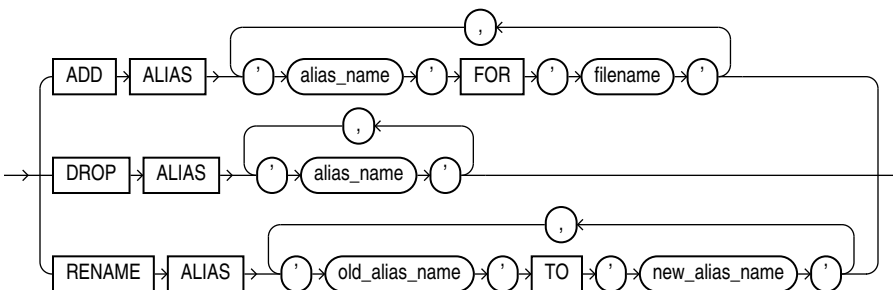 ,
ADD ALIAS ' alias_name ' FOR ' filename '
,
DROP ALIAS ' alias_name '
,
RENAME ALIAS ' old_alias_name ' TO ' new_alias_name '